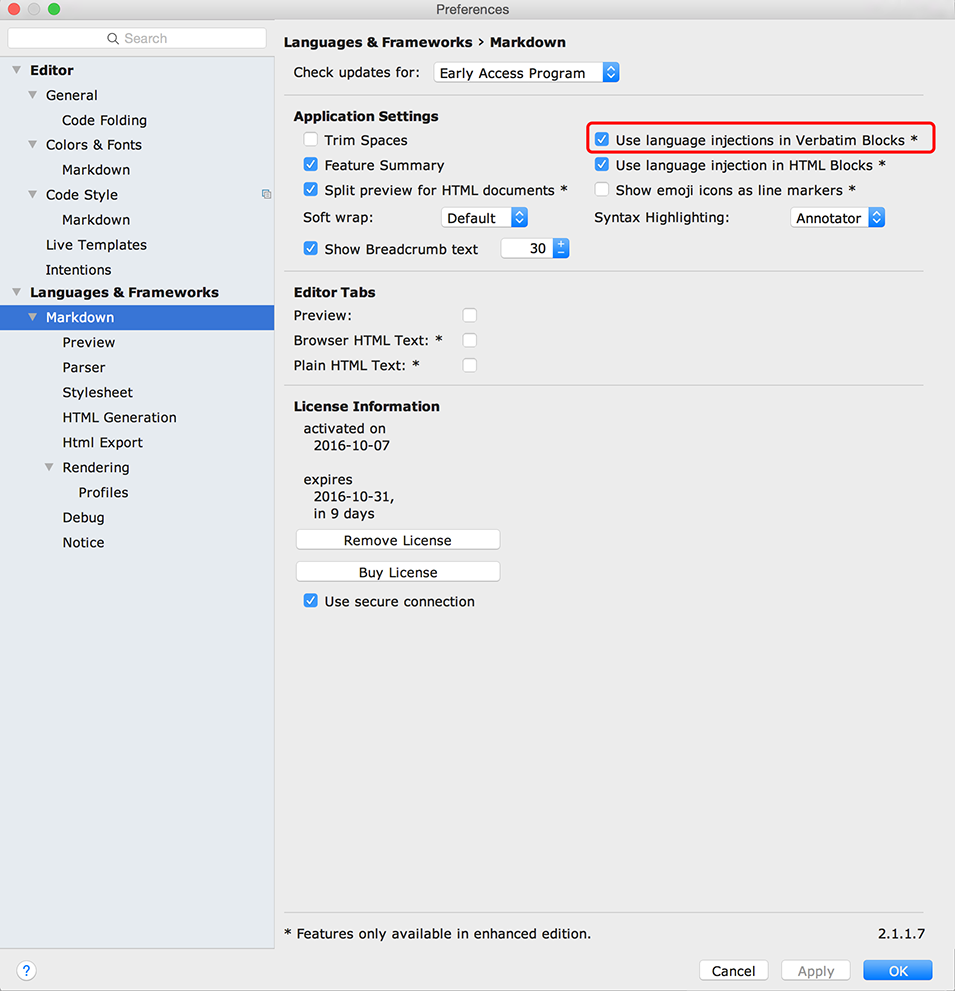 Preferences
Search
Editor
General
Code Folding
Colors & Fonts
Markdown
Code Style
Markdown
Live Templates
Intentions
Languages & Frameworks
Markdown
Preview
Parser
Stylesheet
HTML Generation
Html Export
Rendering
Profiles
Debug
Notice
Languages & Frameworks › Markdown
Check updates for: Early Access Program
Application Settings
Trim Spaces
Use language injections in Verbatim Blocks *
Feature Summary
Use language injection in HTML Blocks *
Split preview for HTML documents *
Show emoji icons as line markers *
Soft wrap: Default
Syntax Highlighting: Annotator
Show Breadcrumb text 30
Editor Tabs
Preview:
Browser HTML Text: *
Plain HTML Text: *
License Information
activated on
2016-10-07
expires
2016-10-31,
in 9 days
Remove License
Buy License
Use secure connection
* Features only available in enhanced edition. 2.1.1.7
? Cancel Apply OK